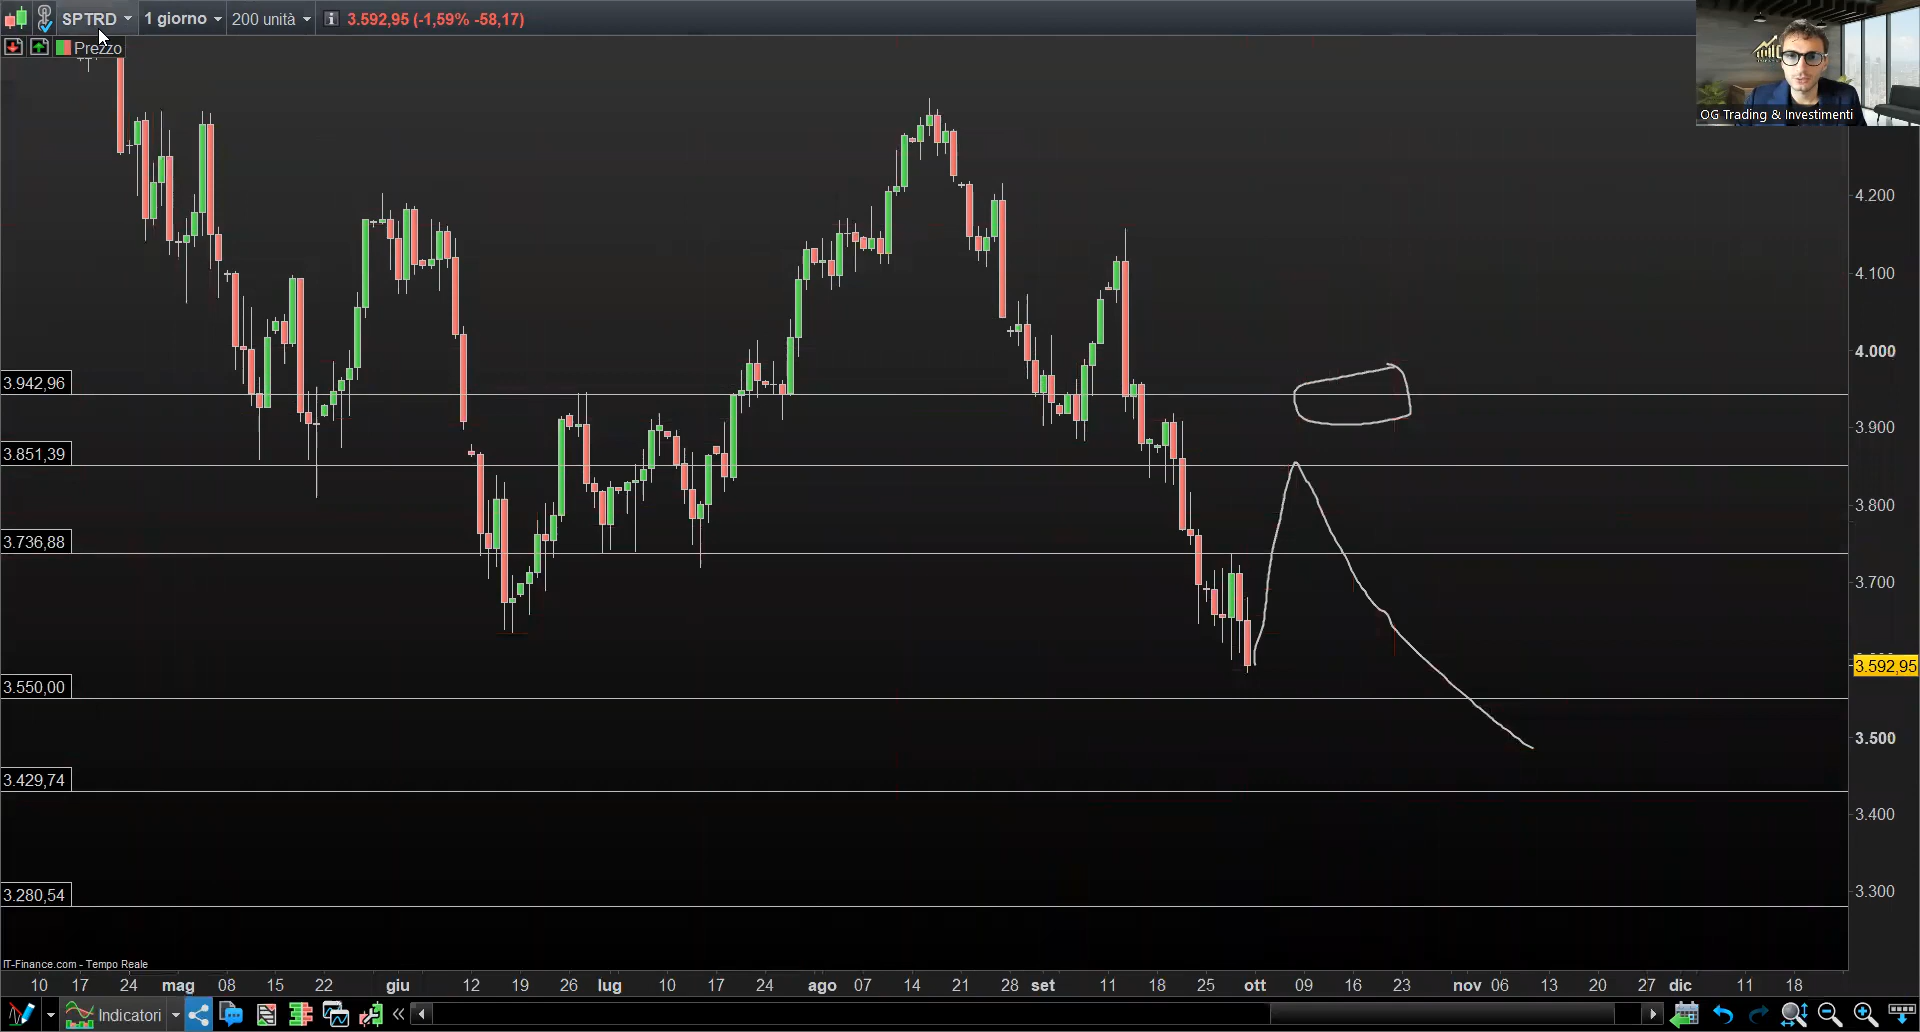 SPTRD 1 giorno 200 unità 3.592,95 (-1,59% -58,17)
Prezzo
OG Trading & Investimenti
4.200
4.100
4.000
3.942,96
3.900
3.851,39
3.800
3.736,88
3.700
3.592,95
3.550,00
3.500
3.429,74
3.400
3.280,54
3.300
IT-Finance.com - Tempo Reale
10 17 24 mag 08 15 22 giu 12 19 26 lug 10 17 24 ago 07 14 21 28 set 11 18 25 ott 09 16 23 nov 06 13 20 27 dic 11 18
Indicatori